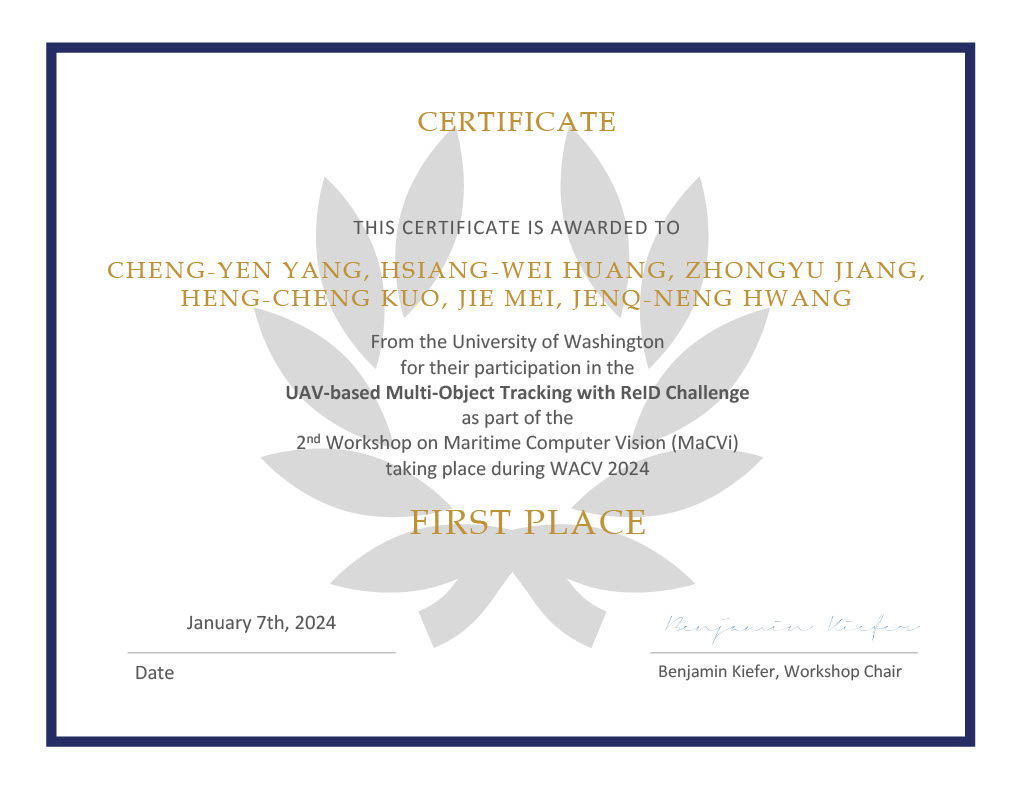 CERTIFICATE
THIS CERTIFICATE IS AWARDED TO
CHENG-YEN YANG, HSIANG-WEI HUANG, ZHONGYU JIANG,
HENG-CHENG KUO, JIE MEI, JENQ-NENG HWANG
From the University of Washington
for their participation in the
UAV-based Multi-Object Tracking with ReID Challenge
as part of the
2nd Workshop on Maritime Computer Vision (MaCVi)
taking place during WACV 2024
FIRST PLACE
January 7th, 2024
Benjamin Kiefer
Date
Benjamin Kiefer, Workshop Chair